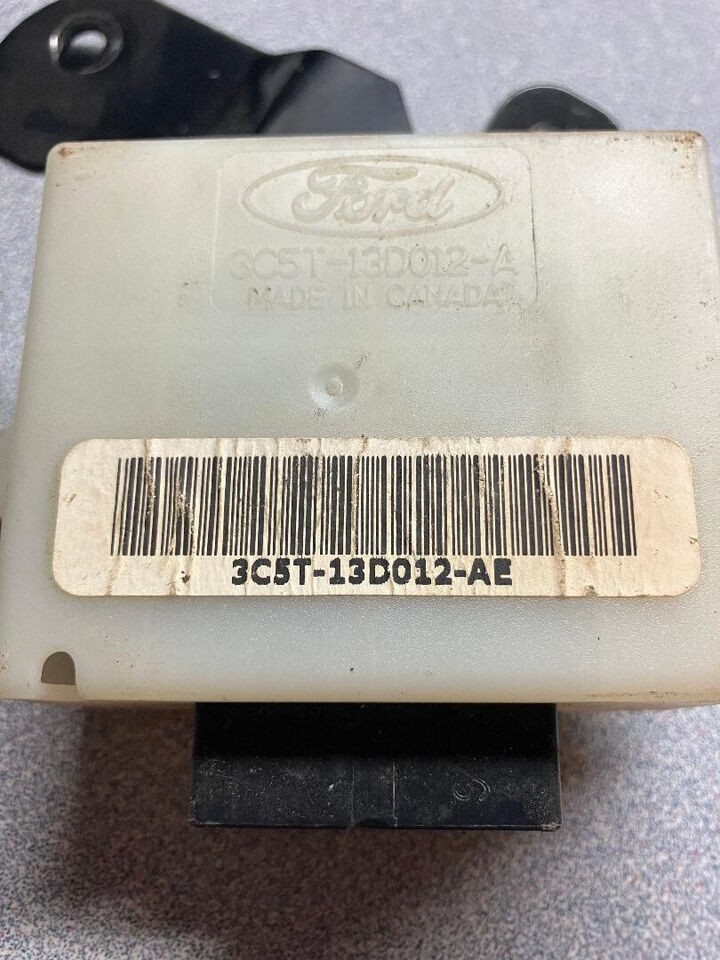 Ford
3C5T-13D012-A
MADE IN CANADA
3C5T-13D012-AE